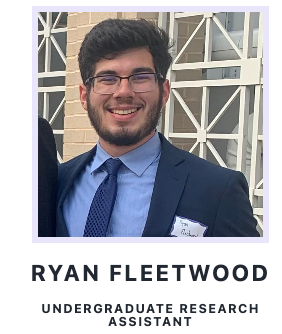 RYAN FLEETWOOD
UNDERGRADUATE RESEARCH
ASSISTANT